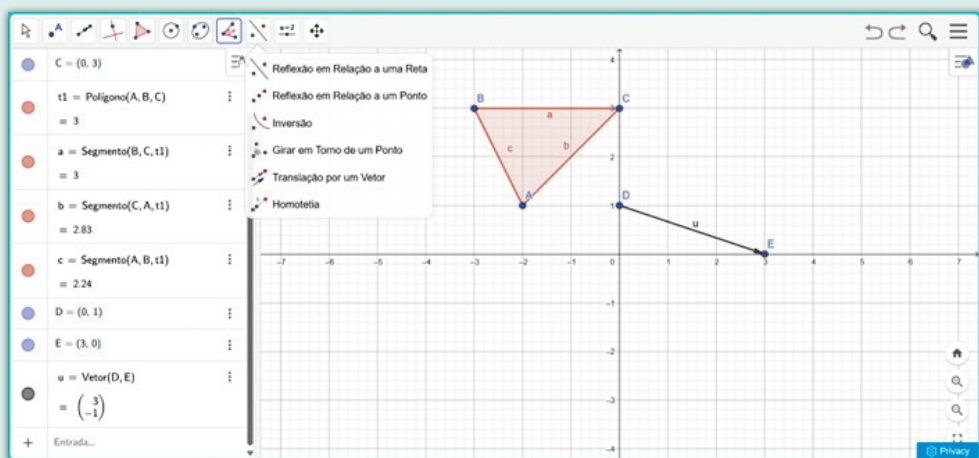 C = (0, 3)
t1 = Polígono(A, B, C)
= 3
a = Segmento(B, C, t1)
= 3
b = Segmento(C, A, t1)
= 2.83
c = Segmento(A, B, t1)
= 2.24
D = (0, 1)
E = (3, 0)
u = Vetor(D, E)
= ( 3
−1 )
+ Entrada...
Reflexão em Relação a uma Reta
Reflexão em Relação a um Ponto
Inversão
Girar em Torno de um Ponto
Translação por um Vetor
Homotetia
4
B C
3
a
c b
2
A D
1
u
E
−7 −6 −5 −4 −3 −2 −1 0 1 2 3 4 5 6 7
−1
−2
−3
−4
Privacy